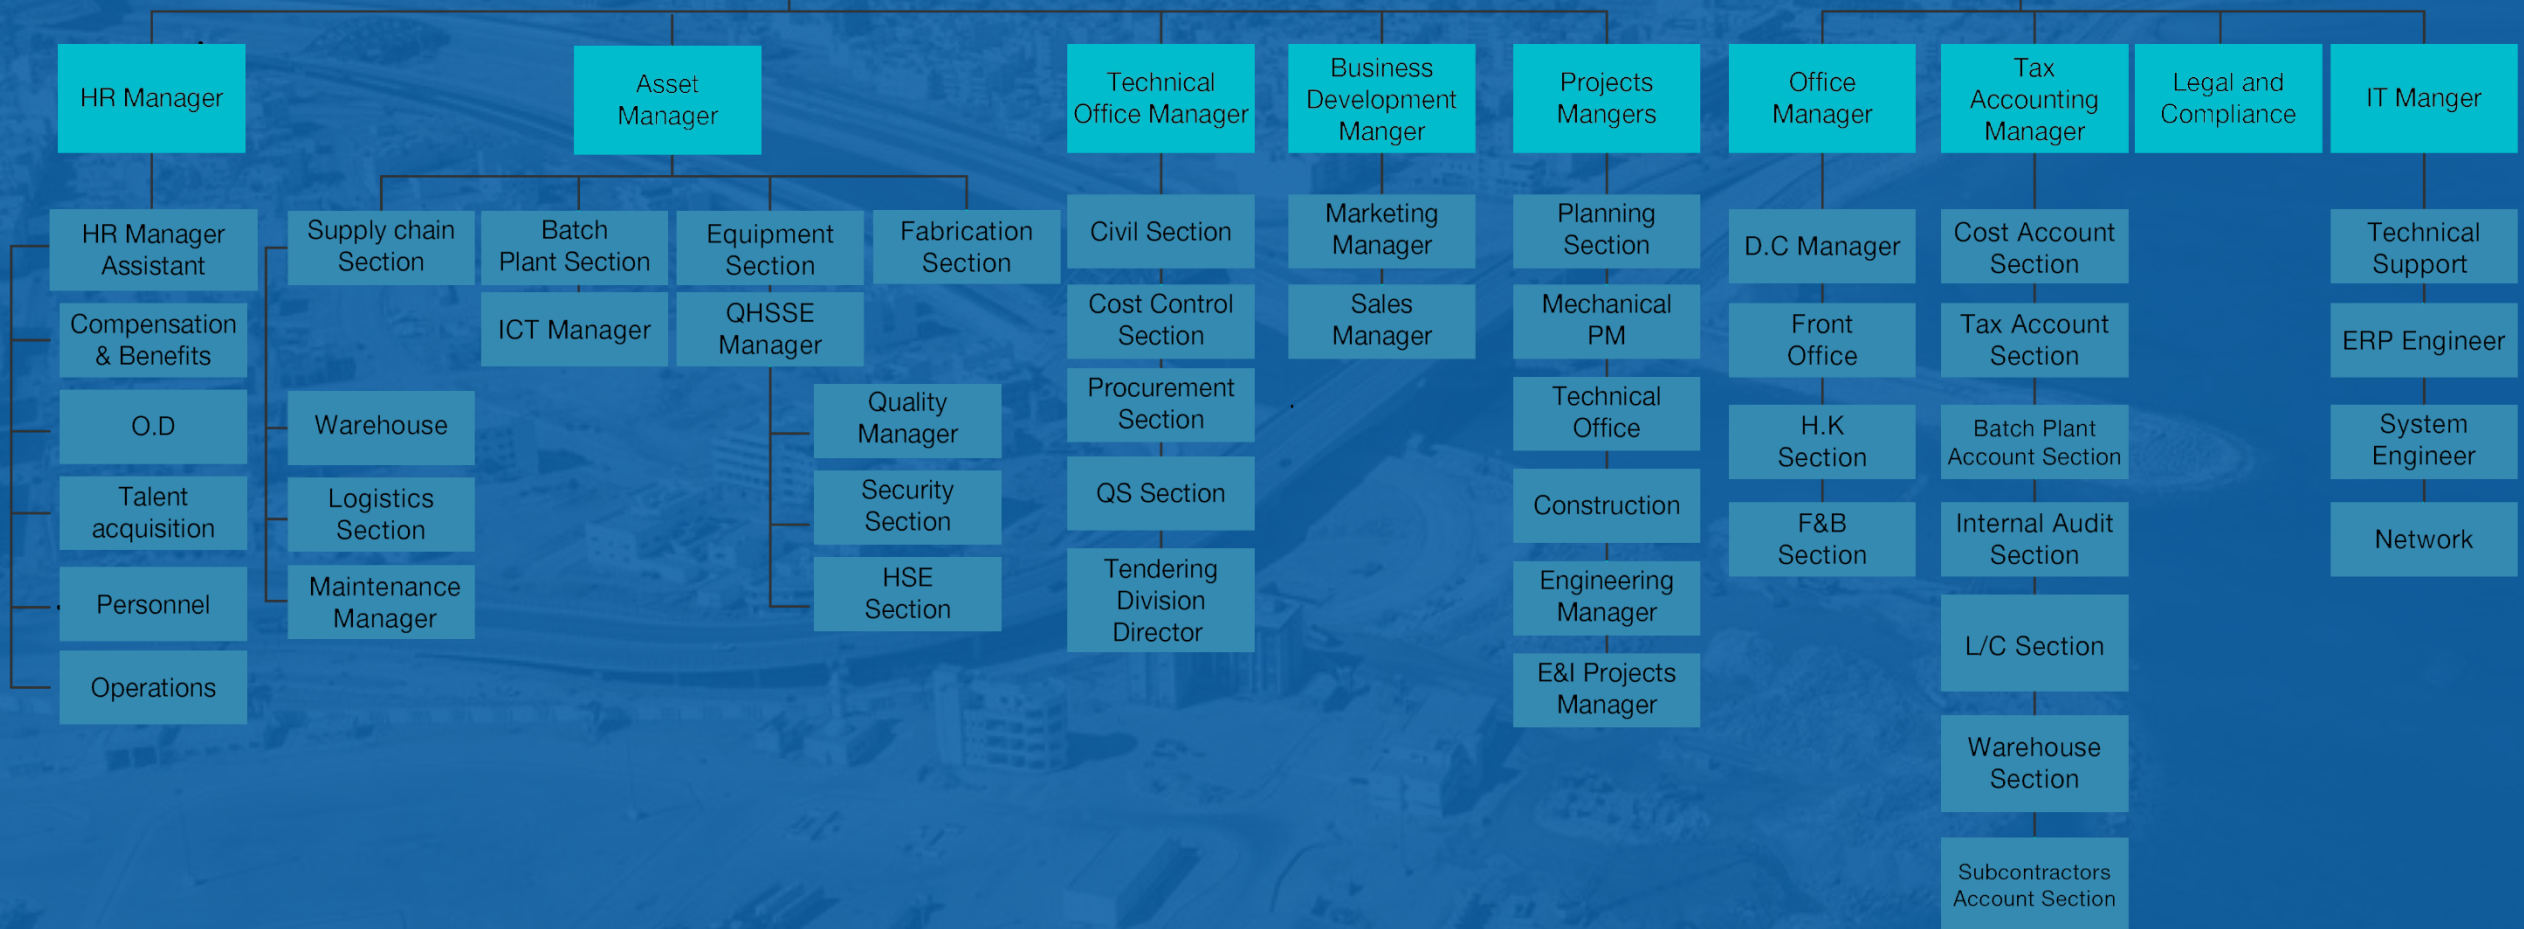 HR Manager
Asset
Manager
Technical
Office Manager
Business
Development
Manger
Projects
Mangers
Office
Manager
Tax
Accounting
Manager
Legal and
Compliance
IT Manger
HR Manager
Assistant
Compensation
& Benefits
O.D
Talent
acquisition
Personnel
Operations
Supply chain
Section
Warehouse
Logistics
Section
Maintenance
Manager
Batch
Plant Section
ICT Manager
Equipment
Section
QHSSE
Manager
Quality
Manager
Security
Section
HSE
Section
Fabrication
Section
Civil Section
Cost Control
Section
Procurement
Section
QS Section
Tendering
Division
Director
Marketing
Manager
Sales
Manager
Planning
Section
Mechanical
PM
Technical
Office
Construction
Engineering
Manager
E&I Projects
Manager
D.C Manager
Front
Office
H.K
Section
F&B
Section
Cost Account
Section
Tax Account
Section
Batch Plant
Account Section
Internal Audit
Section
L/C Section
Warehouse
Section
Subcontractors
Account Section
Technical
Support
ERP Engineer
System
Engineer
Network